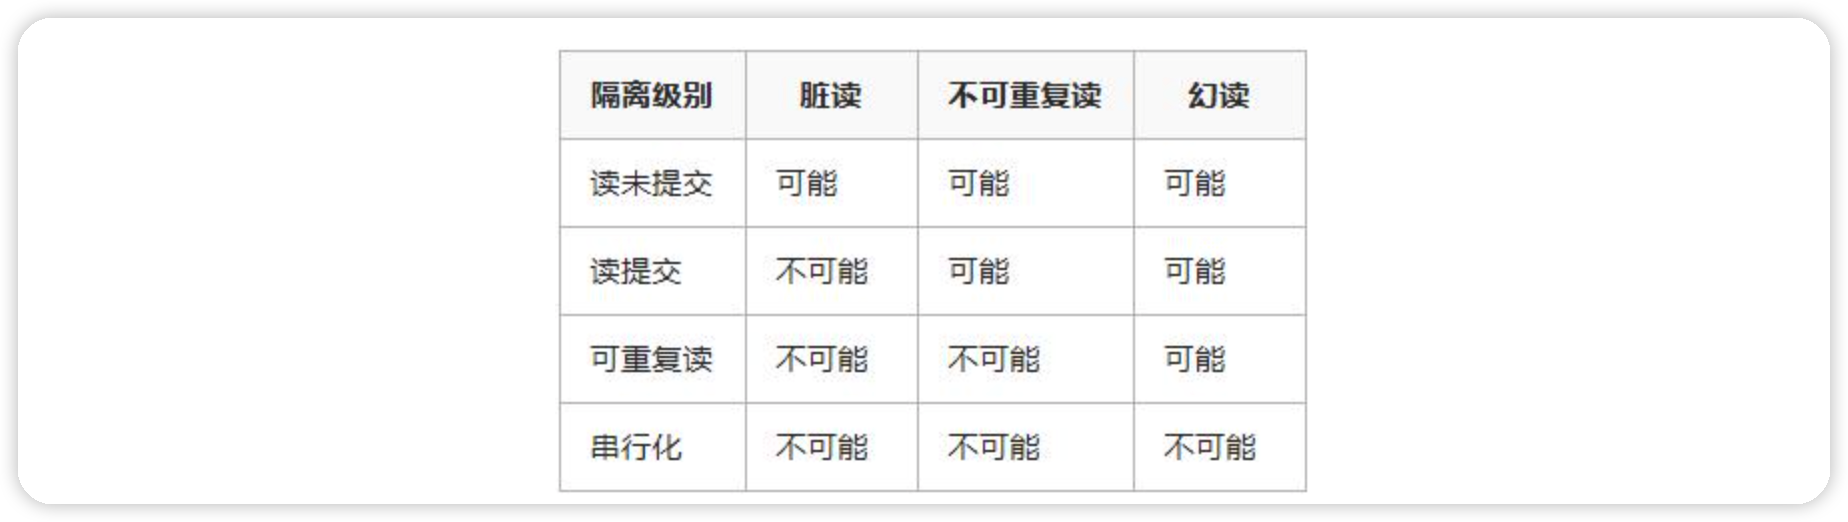 隔离级别 脏读 不可重复读 幻读
读未提交 可能 可能 可能
读提交 不可能 可能 可能
可重复读 不可能 不可能 可能
串行化 不可能 不可能 不可能